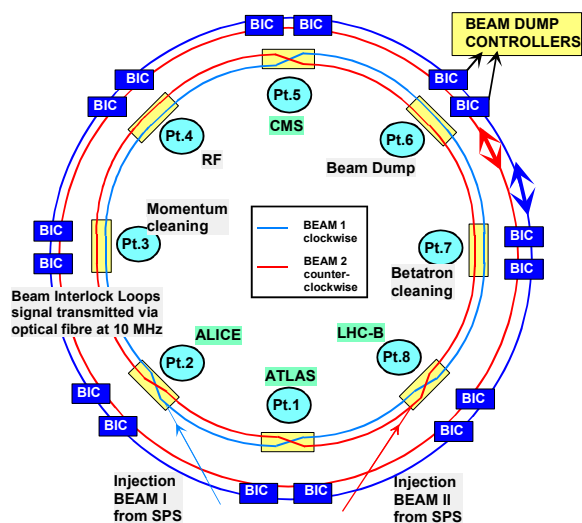 BIC
BIC
BEAM DUMP
CONTROLLERS
BIC
BIC
BIC
BIC
Pt.5
CMS
Pt.4
RF
Pt.6
Beam Dump
Momentum
cleaning
Pt.3
BIC
BIC
BEAM 1
clockwise
BEAM 2
counter-
clockwise
Pt.7
Betatron
cleaning
BIC
BIC
Beam Interlock Loops
signal transmitted via
optical fibre at 10 MHz
ALICE
Pt.2
LHC-B
Pt.8
ATLAS
Pt.1
BIC
BIC
BIC
BIC
Injection
BEAM I
from SPS
BIC
BIC
Injection
BEAM II
from SPS